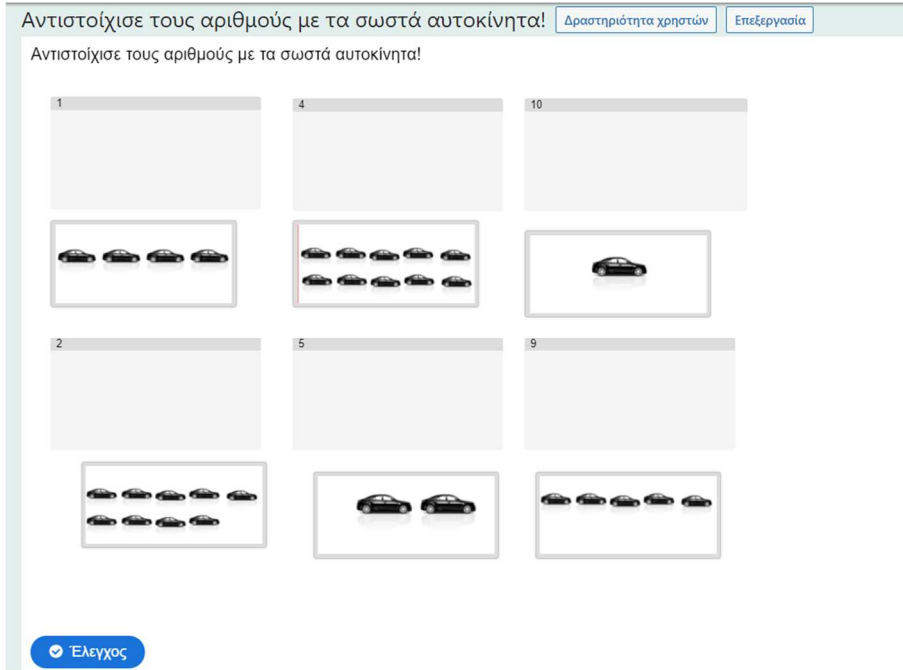 Αντιστοίχισε τους αριθμούς με τα σωστά αυτοκίνητα! Δραστηριότητα χρηστών Επεξεργασία
Αντιστοίχισε τους αριθμούς με τα σωστά αυτοκίνητα!
1 4 10
2 5 9
Έλεγχος